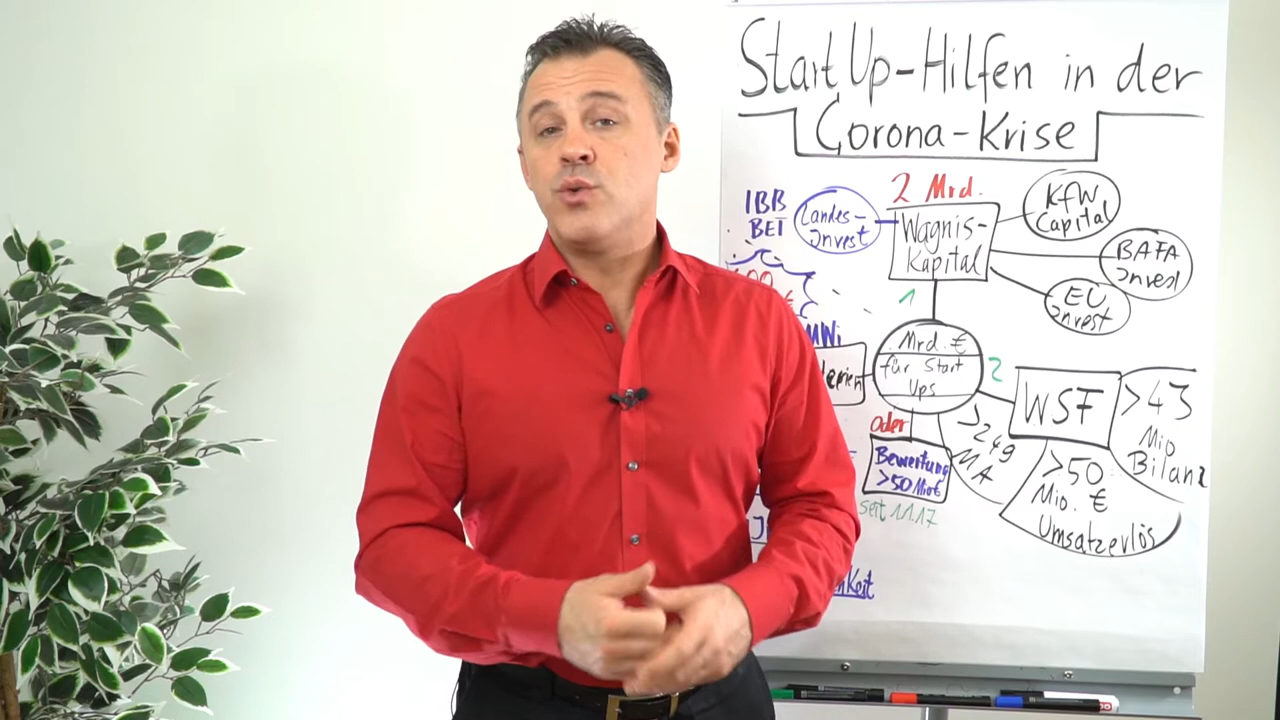 StartUp-Hilfen in der
Corona-Krise
2 Mrd.
IBB
BET
Landes-
Invest
Wagnis-
Kapital
KfW
Capital
BAFA
Invest
EU
Invest
1
Mrd. €
für Start
Ups
2
WSF
>43
Mio
Bilanz
>249
MA
>50
Mio. €
Umsatzerlös
oder
Bewertung
>50 Mio€
seit 1.1.17